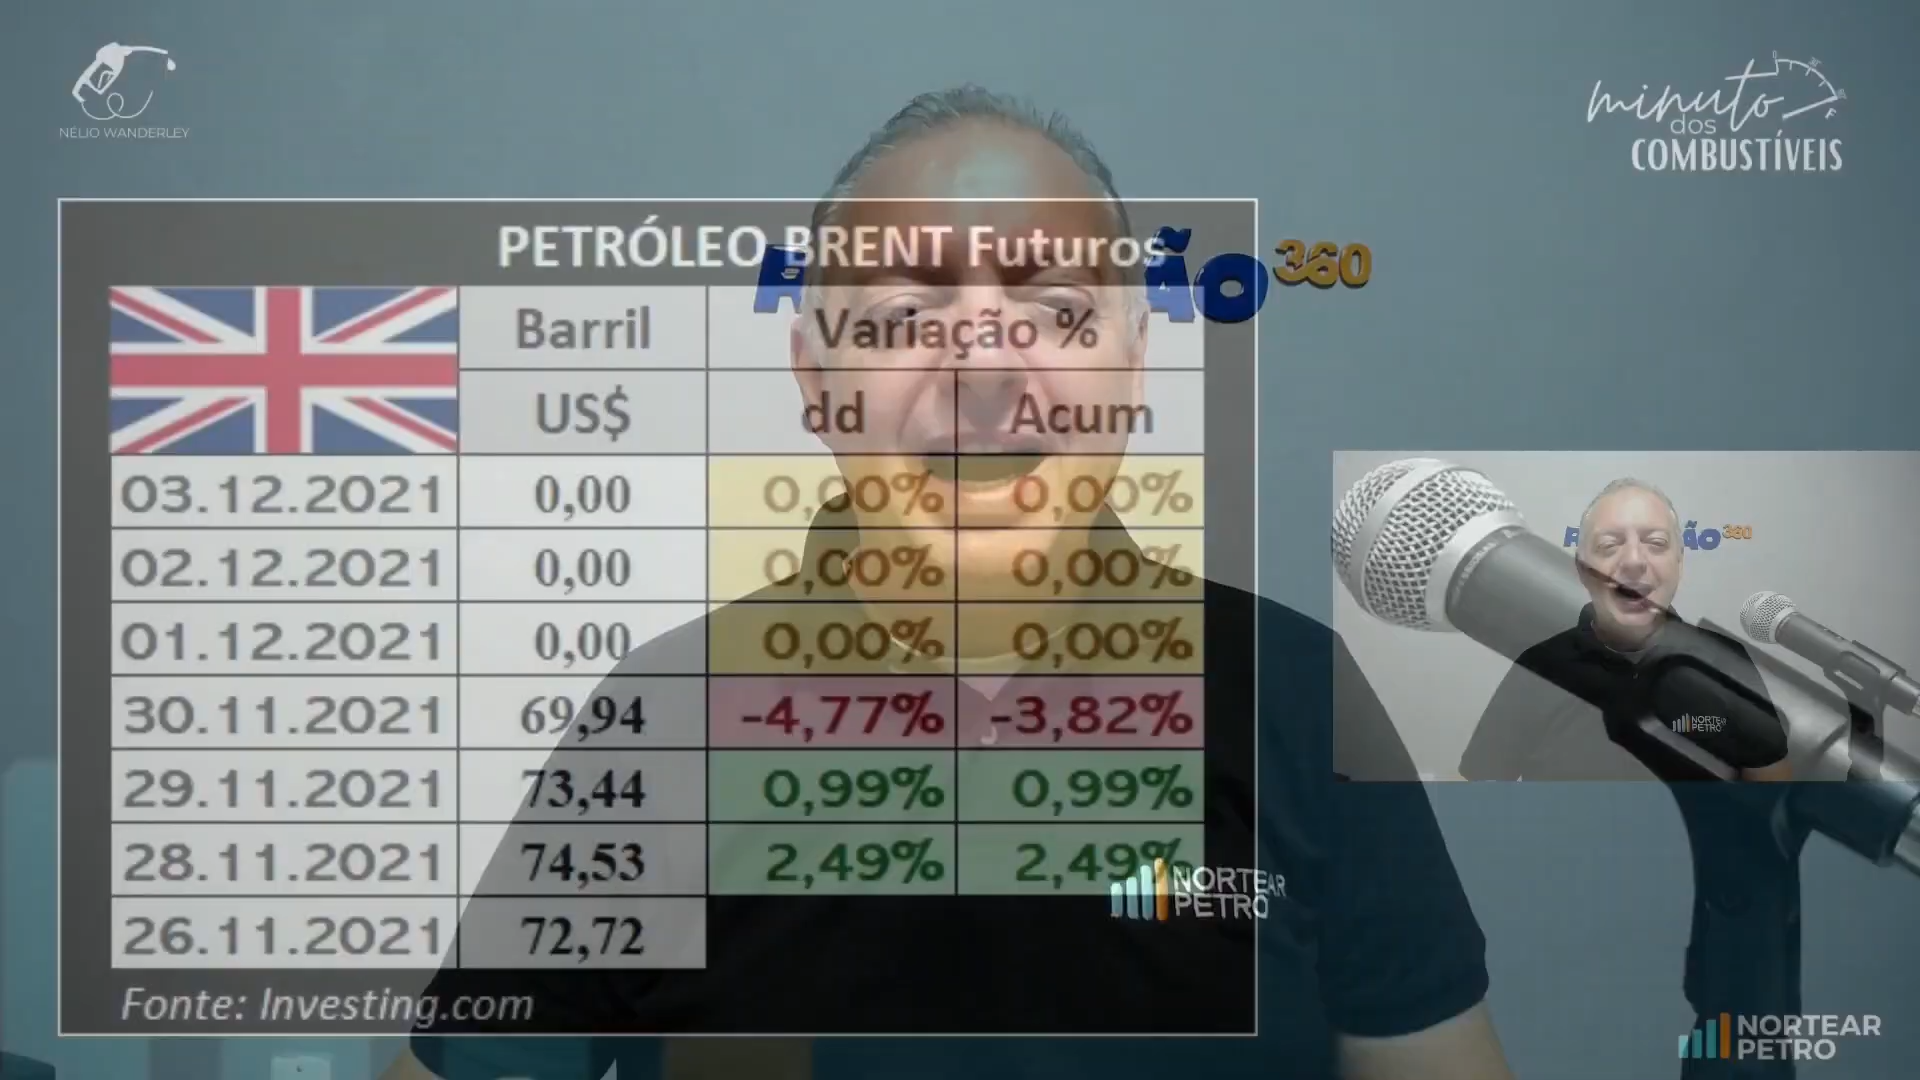 NÉLIO WANDERLEY
minuto
dos
COMBUSTÍVEIS
PETRÓLEO BRENT Futuros
ÃO 360
Barril Variação %
US$ dd Acum
03.12.2021 0,00 0,00% 0,00%
02.12.2021 0,00 0,00% 0,00%
01.12.2021 0,00 0,00% 0,00%
30.11.2021 69,94 -4,77% -3,82%
29.11.2021 73,44 0,99% 0,99%
28.11.2021 74,53 2,49% 2,49%
26.11.2021 72,72
Fonte: Investing.com
NORTEAR
PETRO
ÃO 360
NORTEAR
PETRO
NORTEAR
PETRO